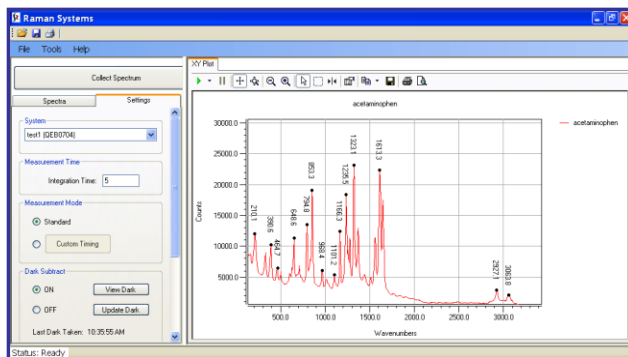 Raman Systems
File Tools Help
Collect Spectrum
Spectra Settings
System
test1 (QEB0704)
Measurement Time
Integration Time: 5
Measurement Mode
Standard
Custom Timing
Dark Subtract
ON View Dark
OFF Update Dark
Last Dark Taken: 10:35:55 AM
Status: Ready
XY Plot
acetaminophen
acetaminophen
Counts
30000.0
25000.0
20000.0
15000.0
10000.0
5000.0
210.1
390.6
464.7
648.6
794.8
853.3
968.4
1101.2
1166.3
1235.5
1323.1
1613.3
2927.1
3063.8
500.0 1000.0 1500.0 2000.0 2500.0 3000.0
Wavenumbers